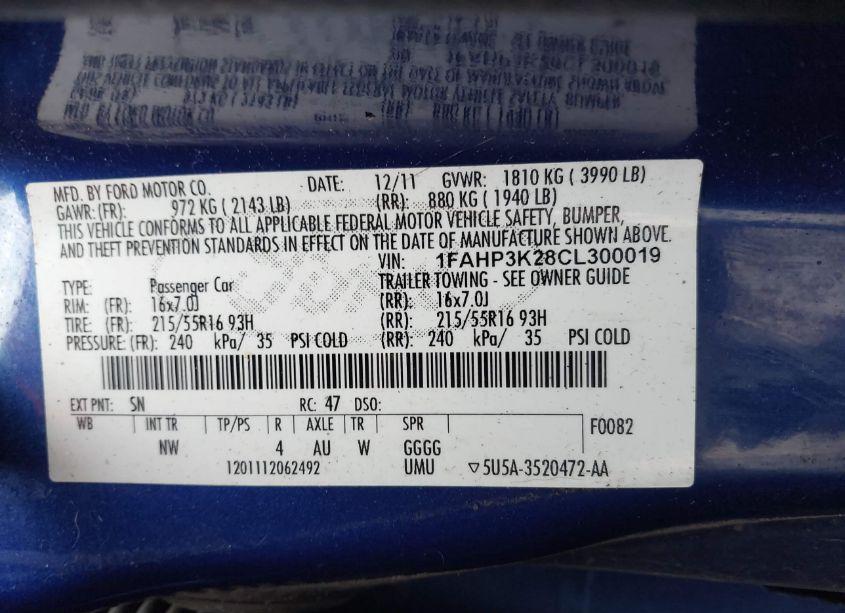 MFD. BY FORD MOTOR CO. DATE: 12/11 GVWR: 1810 KG ( 3990 LB)
GAWR: (FR): 972 KG ( 2143 LB) (RR): 880 KG ( 1940 LB)
THIS VEHICLE CONFORMS TO ALL APPLICABLE FEDERAL MOTOR VEHICLE SAFETY, BUMPER,
AND THEFT PREVENTION STANDARDS IN EFFECT ON THE DATE OF MANUFACTURE SHOWN ABOVE.
VIN: 1FAHP3K28CL300019
TYPE: Passenger Car TRAILER TOWING - SEE OWNER GUIDE
RIM: (FR): 16x7.0J (RR): 16x7.0J
TIRE: (FR): 215/55R16 93H (RR): 215/55R16 93H
PRESSURE: (FR): 240 kPa/ 35 PSI COLD (RR): 240 kPa/ 35 PSI COLD
EXT PNT: SN RC: 47 DSO:
WB INT TR TP/PS R AXLE TR SPR F0082
NW 4 AU W GGGG
1201112062492 UMU ▽5U5A-3520472-AA